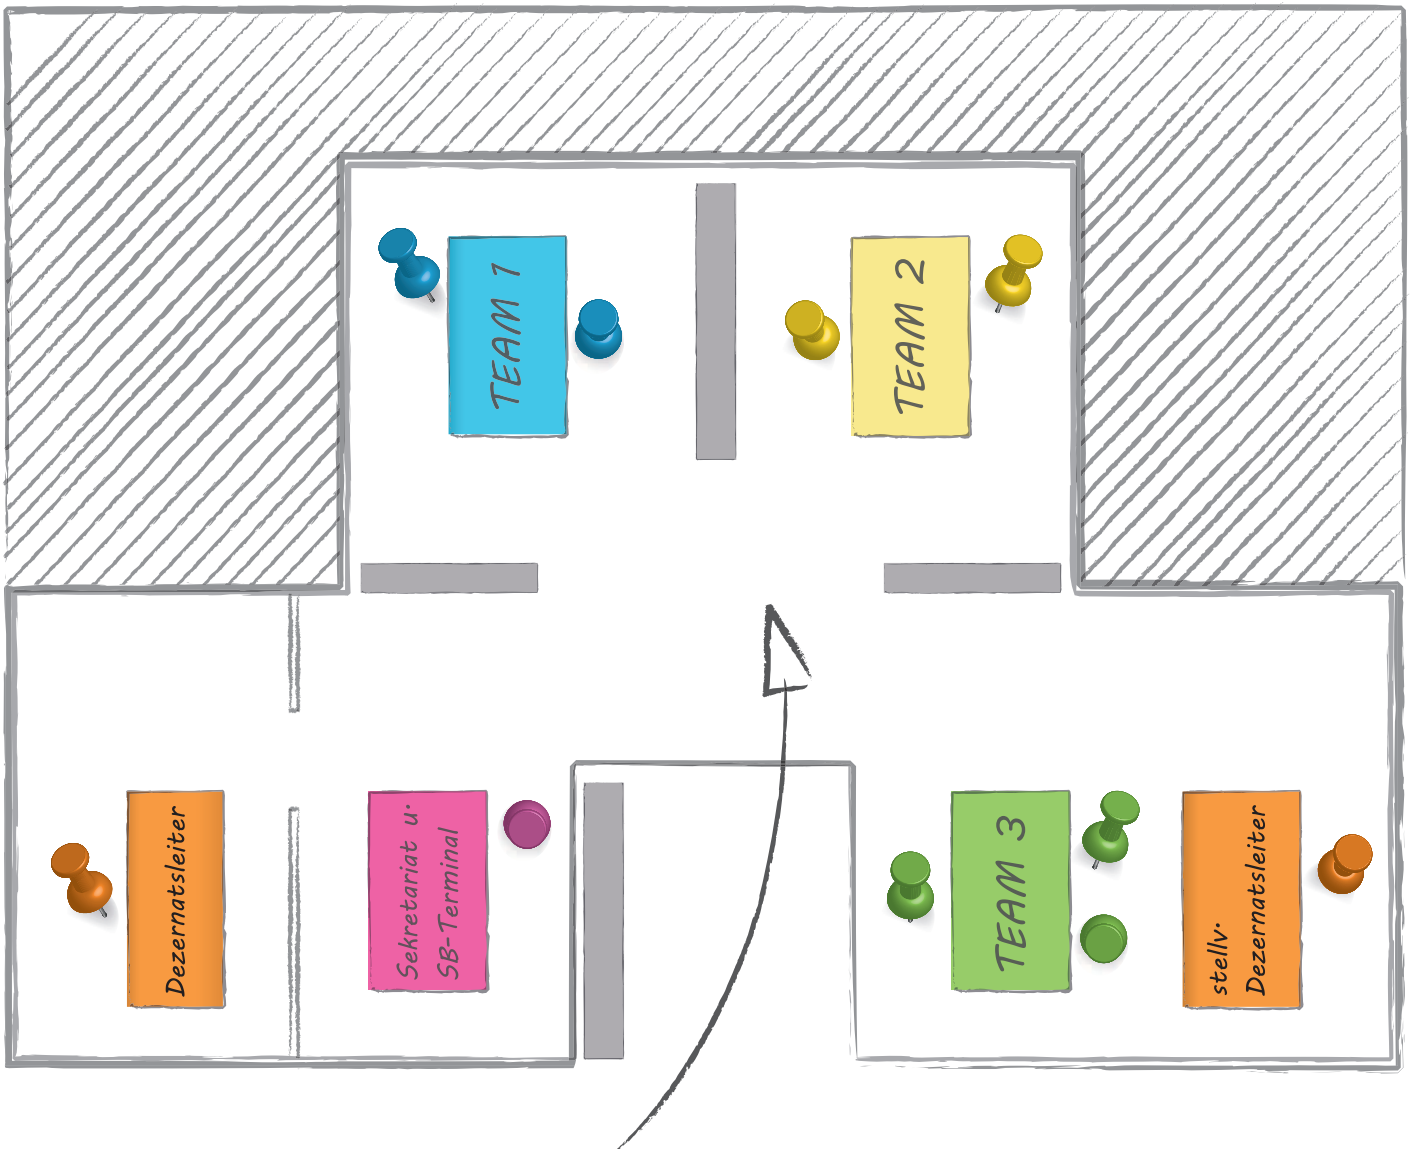 TEAM 1
TEAM 2
Dezernatsleiter
Sekretariat u.
SB-Terminal
TEAM 3
stellv.
Dezernatsleiter